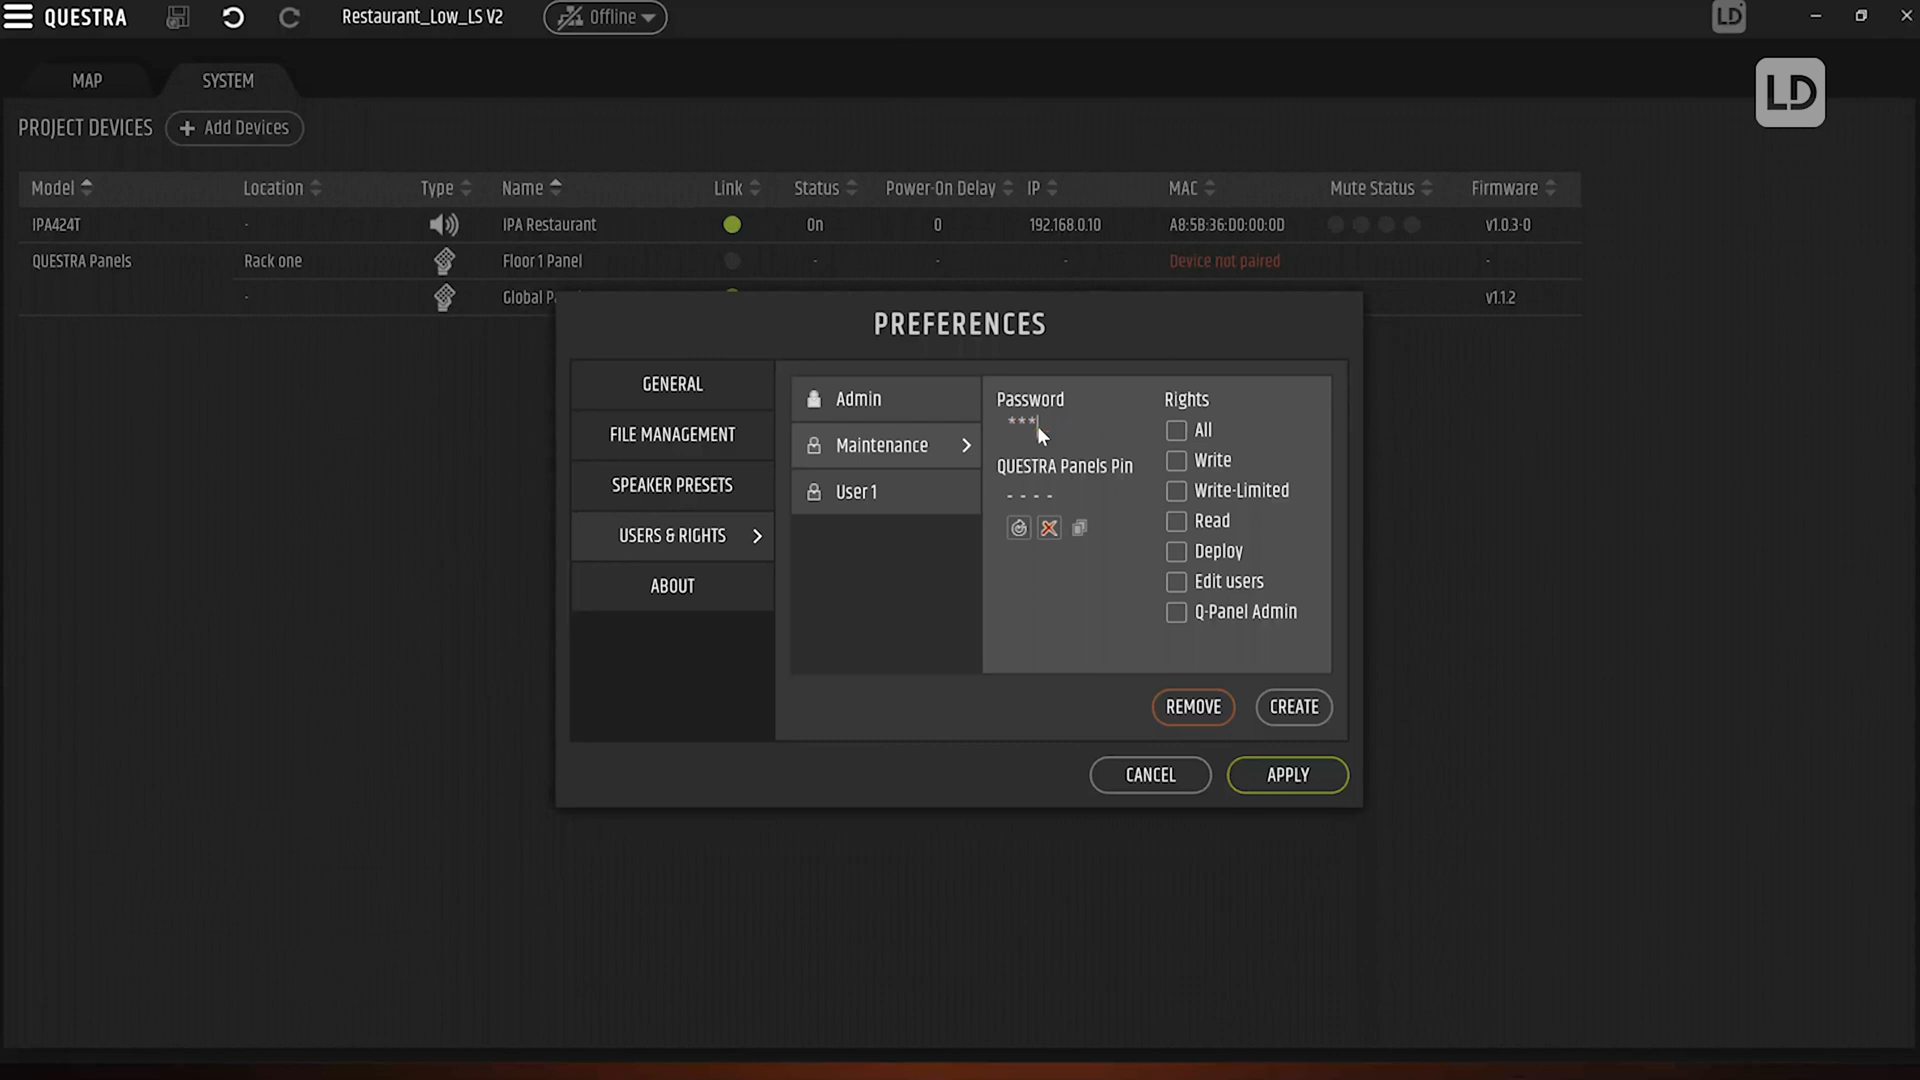 QUESTRA Restaurant_Low_LS V2 Offline LD
MAP SYSTEM LD
PROJECT DEVICES + Add Devices
Model Location Type Name Link Status Power-On Delay IP MAC Mute Status Firmware
IPA424T - IPA Restaurant On 0 192.168.0.10 A8:5B:36:D0:00:0D v1.0.3-0
QUESTRA Panels Rack one Floor 1 Panel - - - Device not paired -
- Global P v1.1.2
PREFERENCES
GENERAL
FILE MANAGEMENT
SPEAKER PRESETS
USERS & RIGHTS
ABOUT
Admin
Maintenance
User 1
Password
***
QUESTRA Panels Pin
- - - -
Rights
All
Write
Write-Limited
Read
Deploy
Edit users
Q-Panel Admin
REMOVE CREATE
CANCEL APPLY